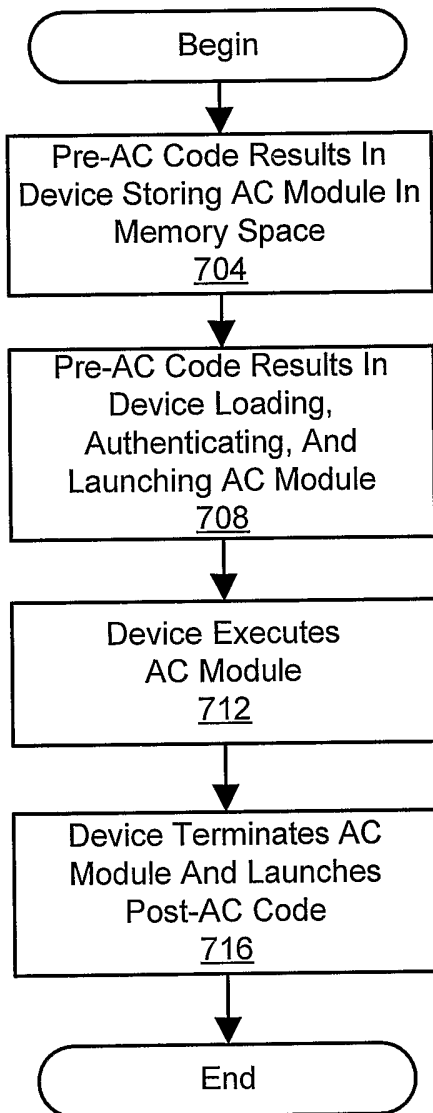 Begin
Pre-AC Code Results In
Device Storing AC Module In
Memory Space
704
Pre-AC Code Results In
Device Loading,
Authenticating, And
Launching AC Module
708
Device Executes
AC Module
712
Device Terminates AC
Module And Launches
Post-AC Code
716
End